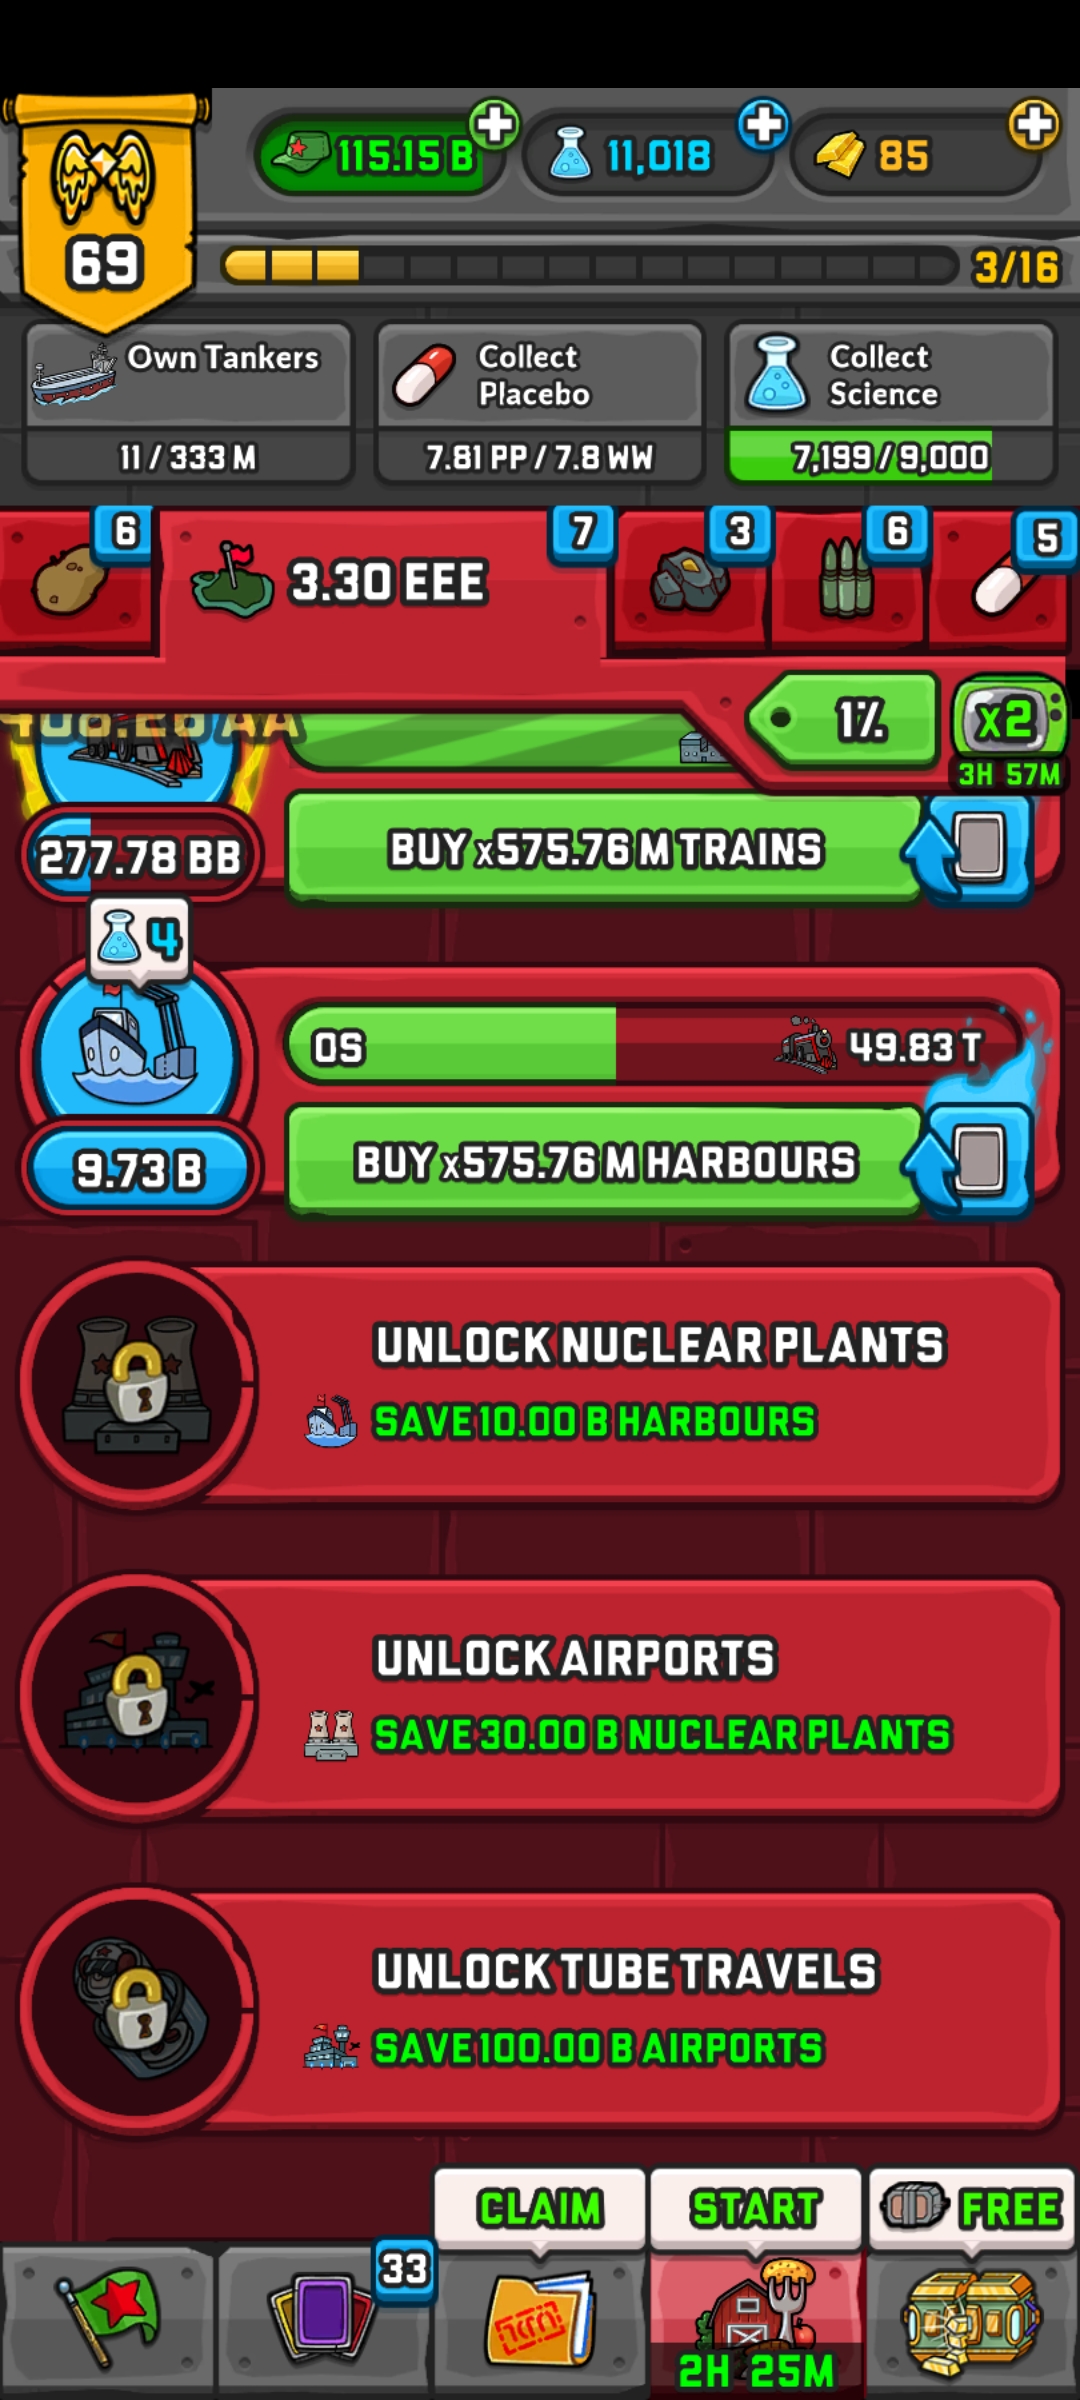 115.15 B
11,018
85
69
3/16
Own Tankers
11 / 333 M
Collect
Placebo
7.81 PP / 7.8 WW
Collect
Science
7,199 / 9,000
6
3.30 EEE
7
3
6
5
1%
x2
3H 57M
277.78 BB
BUY x575.76 M TRAINS
4
0S
49.83 T
9.73 B
BUY x575.76 M HARBOURS
UNLOCK NUCLEAR PLANTS
SAVE 10.00 B HARBOURS
UNLOCK AIRPORTS
SAVE 30.00 B NUCLEAR PLANTS
UNLOCK TUBE TRAVELS
SAVE 100.00 B AIRPORTS
CLAIM
START
FREE
33
2H 25M